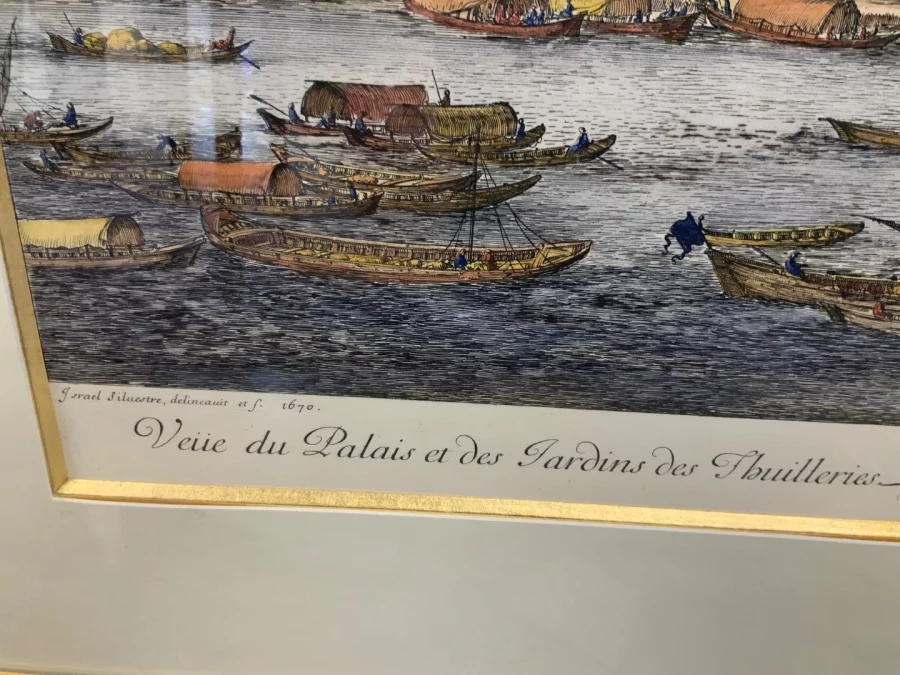 Israel Siluestre, delineauit et f. 1670.
Veüe du Palais et des Jardins des Thuilleries